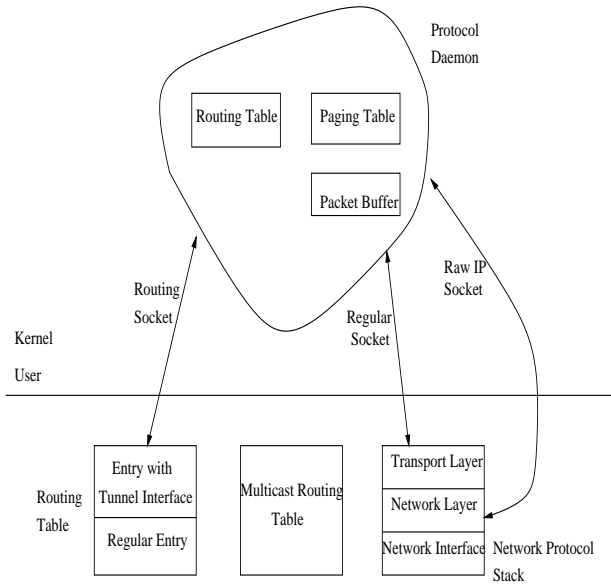 Protocol
Daemon
Routing Table
Paging Table
Packet Buffer
Routing
Socket
Regular
Socket
Raw IP
Socket
Kernel
User
Routing
Table
Entry with
Tunnel Interface
Regular Entry
Multicast Routing
Table
Transport Layer
Network Layer
Network Interface
Network Protocol
Stack